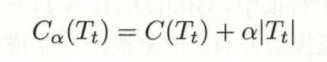 C_α(T_t) = C(T_t) + α|T_t|